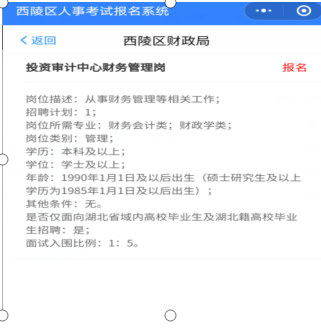 西陵区人事考试报名系统
返回
西陵区财政局
投资审计中心财务管理岗
报名
岗位描述：从事财务管理等相关工作；
招聘计划：1；
岗位所需专业：财务会计类；财政学类；
岗位类别：管理；
学历：本科及以上；
学位：学士及以上；
年龄：1990年1月1日及以后出生（硕士研究生及以上
学历为1985年1月1日及以后出生）；
其他条件：无。
是否仅面向湖北省域内高校毕业生及湖北籍高校毕业
生招聘：是；
面试入围比例：1：5。